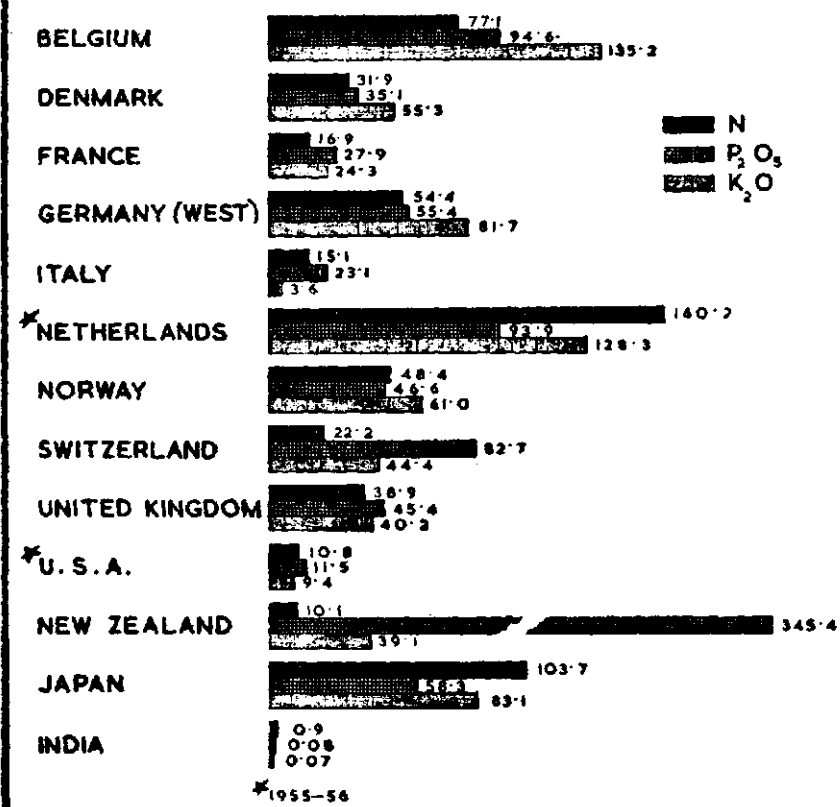 BELGIUM
77·1
94·6
135·2
DENMARK
31·9
35·1
55·3
N
P2O5
K2O
FRANCE
16·9
27·9
24·3
GERMANY (WEST)
54·4
55·4
81·7
ITALY
15·1
23·1
3·6
*NETHERLANDS
140·2
93·9
128·3
NORWAY
48·4
46·6
61·0
SWITZERLAND
22·2
82·7
44·4
UNITED KINGDOM
38·9
45·4
40·2
*U.S.A.
10·8
11·5
9·4
NEW ZEALAND
10·1
345·4
39·1
JAPAN
103·7
58·3
83·1
INDIA
0·9
0·08
0·07
*1955–56